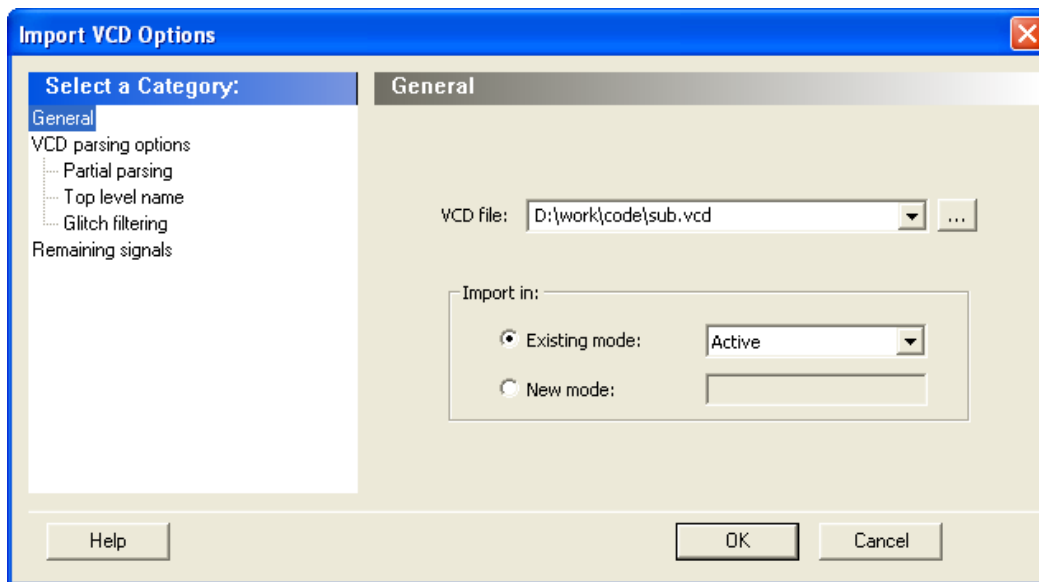 Import VCD Options
Select a Category:
General
General
VCD parsing options
Partial parsing
Top level name
Glitch filtering
Remaining signals
VCD file:
D:\work\code\sub.vcd
...
Import in:
Existing mode:
Active
New mode:
Help
OK
Cancel